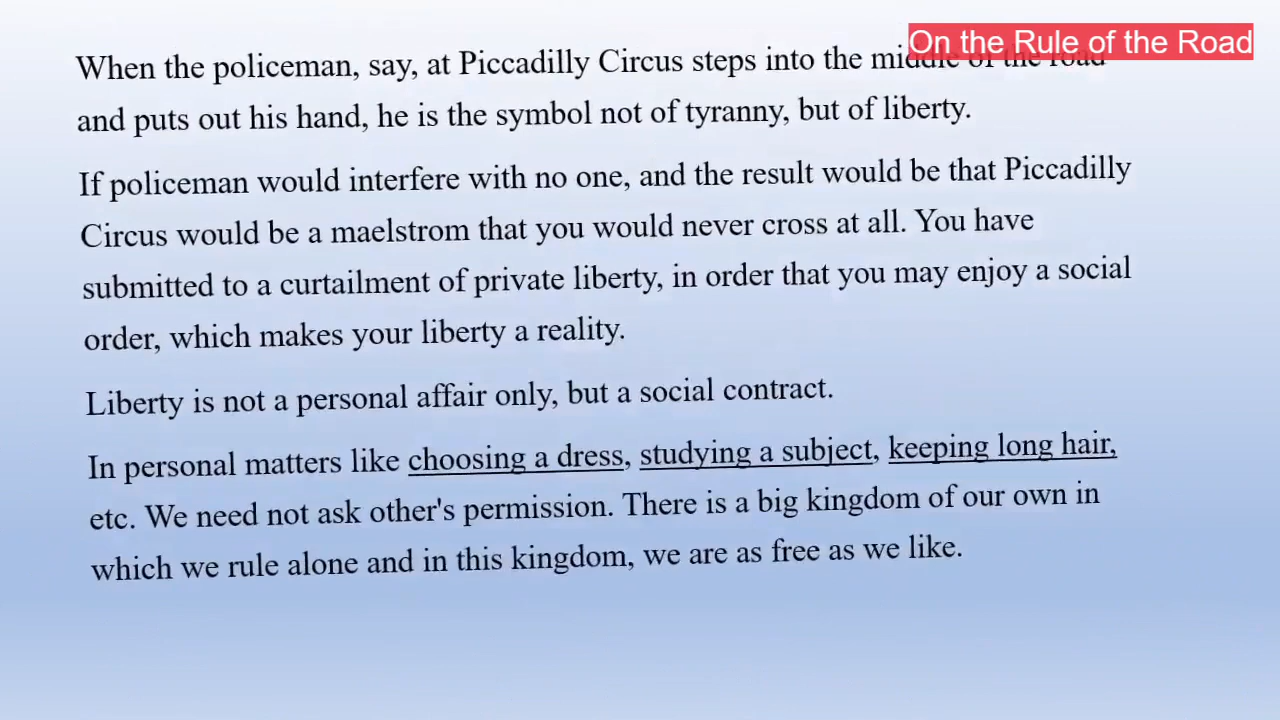 On the Rule of the Road
When the policeman, say, at Piccadilly Circus steps into the middle of the road
and puts out his hand, he is the symbol not of tyranny, but of liberty.
If policeman would interfere with no one, and the result would be that Piccadilly
Circus would be a maelstrom that you would never cross at all. You have
submitted to a curtailment of private liberty, in order that you may enjoy a social
order, which makes your liberty a reality.
Liberty is not a personal affair only, but a social contract.
In personal matters like choosing a dress, studying a subject, keeping long hair,
etc. We need not ask other's permission. There is a big kingdom of our own in
which we rule alone and in this kingdom, we are as free as we like.